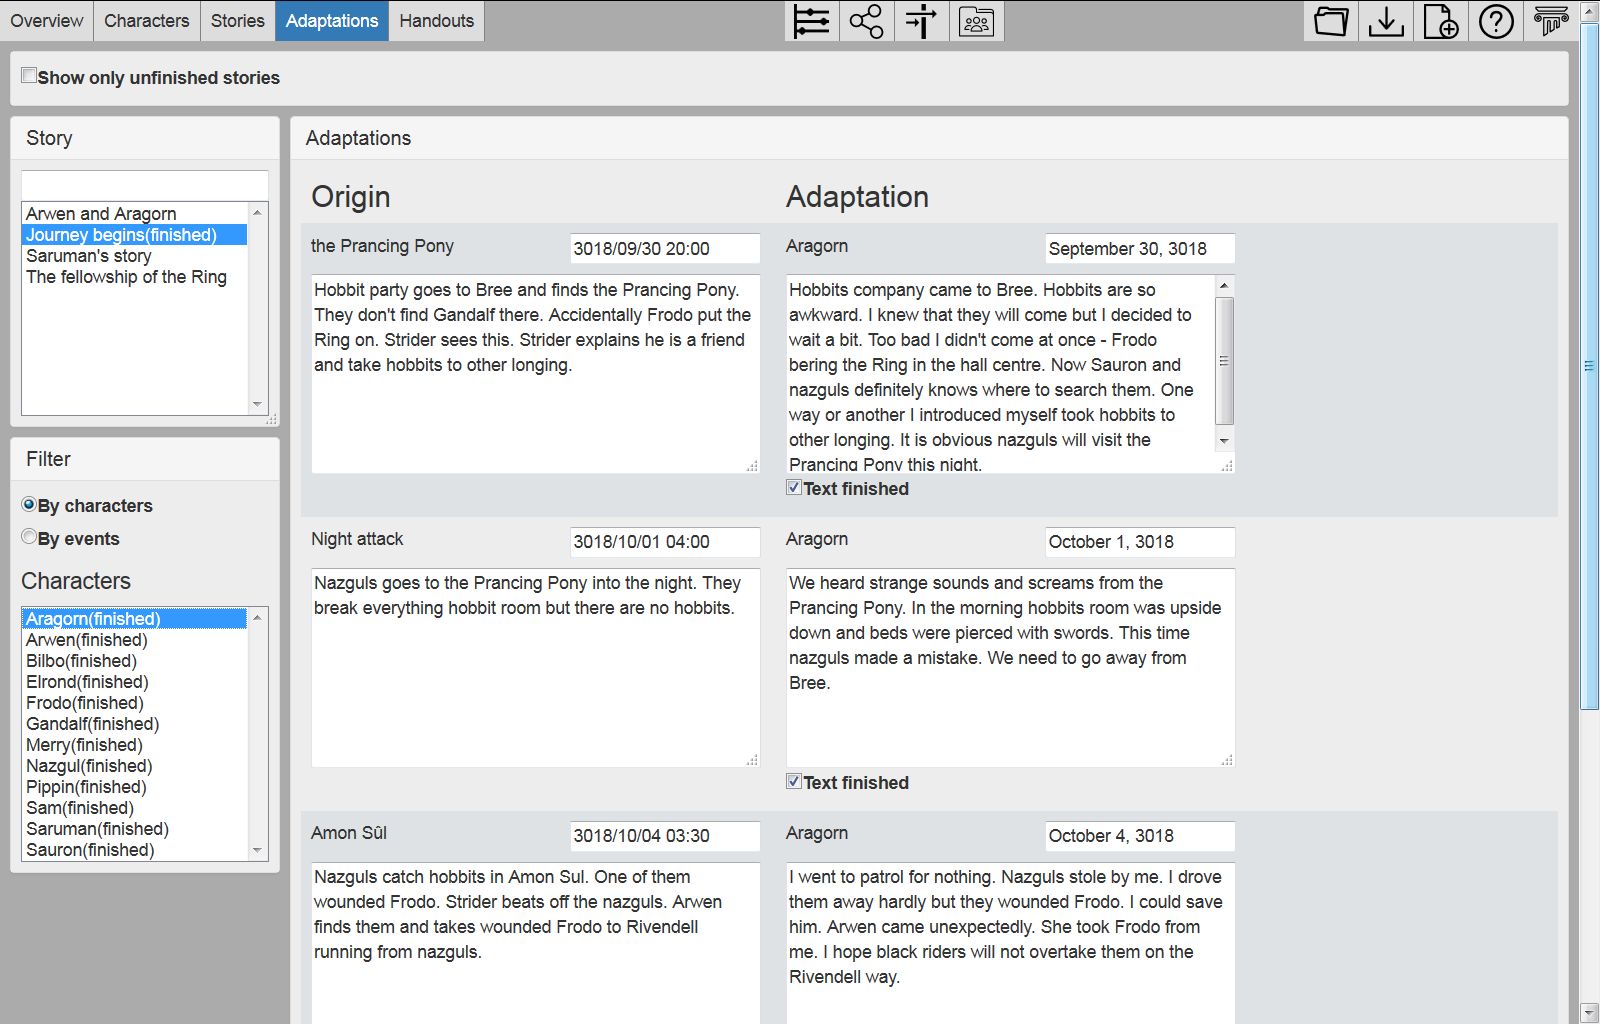 Overview Characters Stories Adaptations Handouts
Show only unfinished stories
Story
Arwen and Aragorn
Journey begins(finished)
Saruman's story
The fellowship of the Ring
Filter
By characters
By events
Characters
Aragorn(finished)
Arwen(finished)
Bilbo(finished)
Elrond(finished)
Frodo(finished)
Gandalf(finished)
Merry(finished)
Nazgul(finished)
Pippin(finished)
Sam(finished)
Saruman(finished)
Sauron(finished)
Adaptations
Origin
Adaptation
the Prancing Pony
3018/09/30 20:00
Hobbit party goes to Bree and finds the Prancing Pony.
They don't find Gandalf there. Accidentally Frodo put the
Ring on. Strider sees this. Strider explains he is a friend
and take hobbits to other longing.
Aragorn
September 30, 3018
Hobbits company came to Bree. Hobbits are so
awkward. I knew that they will come but I decided to
wait a bit. Too bad I didn't come at once - Frodo
bering the Ring in the hall centre. Now Sauron and
nazguls definitely knows where to search them. One
way or another I introduced myself took hobbits to
other longing. It is obvious nazguls will visit the
Prancing Pony this night.
Text finished
Night attack
3018/10/01 04:00
Nazguls goes to the Prancing Pony into the night. They
break everything hobbit room but there are no hobbits.
Aragorn
October 1, 3018
We heard strange sounds and screams from the
Prancing Pony. In the morning hobbits room was upside
down and beds were pierced with swords. This time
nazguls made a mistake. We need to go away from
Bree.
Text finished
Amon Sûl
3018/10/04 03:30
Nazguls catch hobbits in Amon Sul. One of them
wounded Frodo. Strider beats off the nazguls. Arwen
finds them and takes wounded Frodo to Rivendell
running from nazguls.
Aragorn
October 4, 3018
I went to patrol for nothing. Nazguls stole by me. I drove
them away hardly but they wounded Frodo. I could save
him. Arwen came unexpectedly. She took Frodo from
me. I hope black riders will not overtake them on the
Rivendell way.